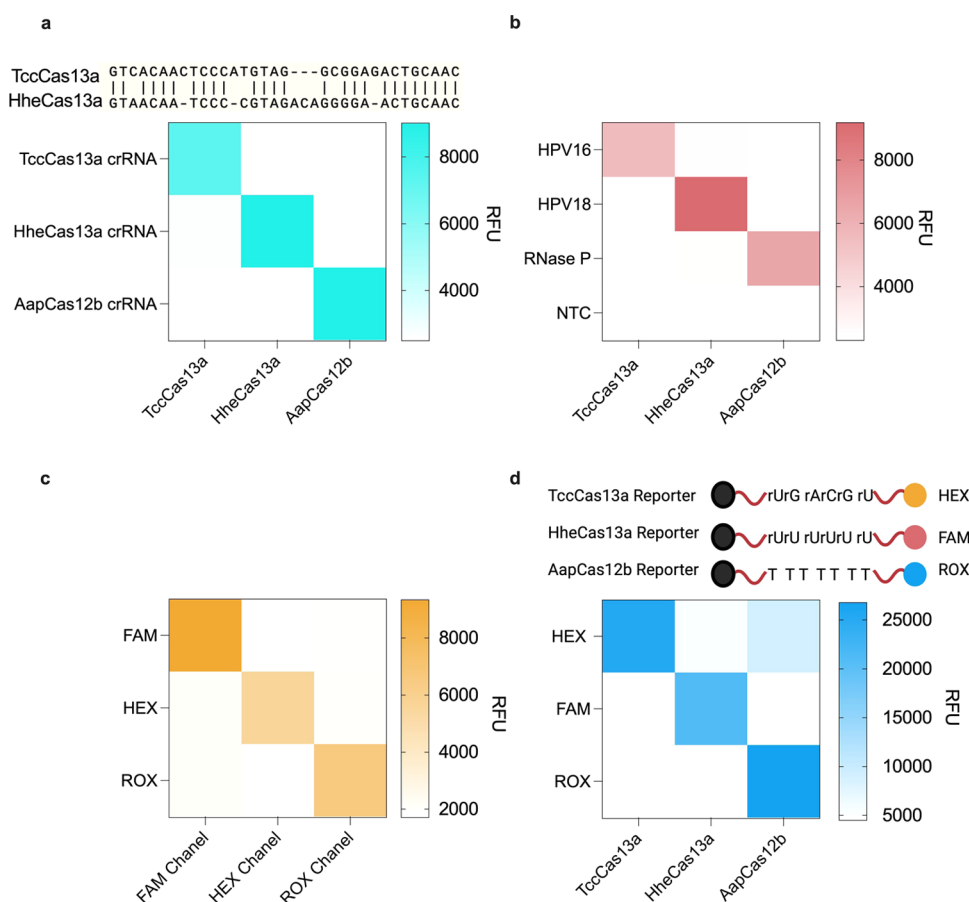 a
TccCas13a GTCACAACTCCCATGTAG---GCGGAGACTGCAAC
HheCas13a GTAACAA-TCCC-CGTAGACAGGGGA-ACTGCAAC
TccCas13a crRNA
HheCas13a crRNA
AapCas12b crRNA
TccCas13a
HheCas13a
AapCas12b
8000
6000
4000
RFU
b
HPV16
HPV18
RNase P
NTC
TccCas13a
HheCas13a
AapCas12b
8000
6000
4000
RFU
c
FAM
HEX
ROX
FAM Chanel
HEX Chanel
ROX Chanel
8000
6000
4000
2000
RFU
d
TccCas13a Reporter rUrG rArCrG rU HEX
HheCas13a Reporter rUrU rUrUrU rU FAM
AapCas12b Reporter T TT TT TT ROX
HEX
FAM
ROX
TccCas13a
HheCas13a
AapCas12b
25000
20000
15000
10000
5000
RFU